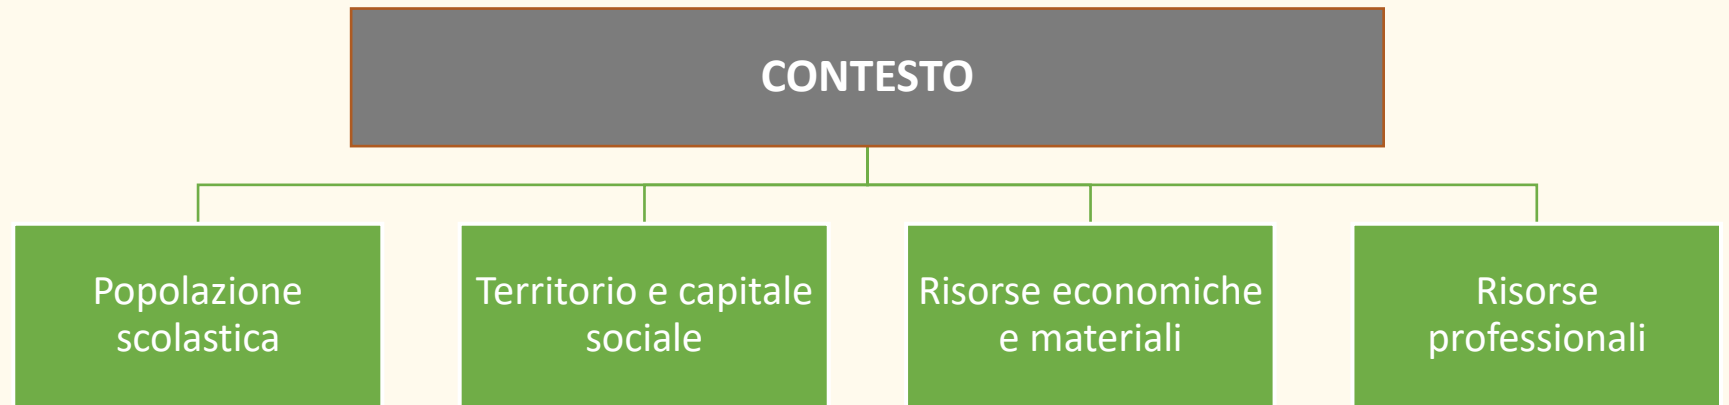 CONTESTO
Popolazione
scolastica
Territorio e capitale
sociale
Risorse economiche
e materiali
Risorse
professionali